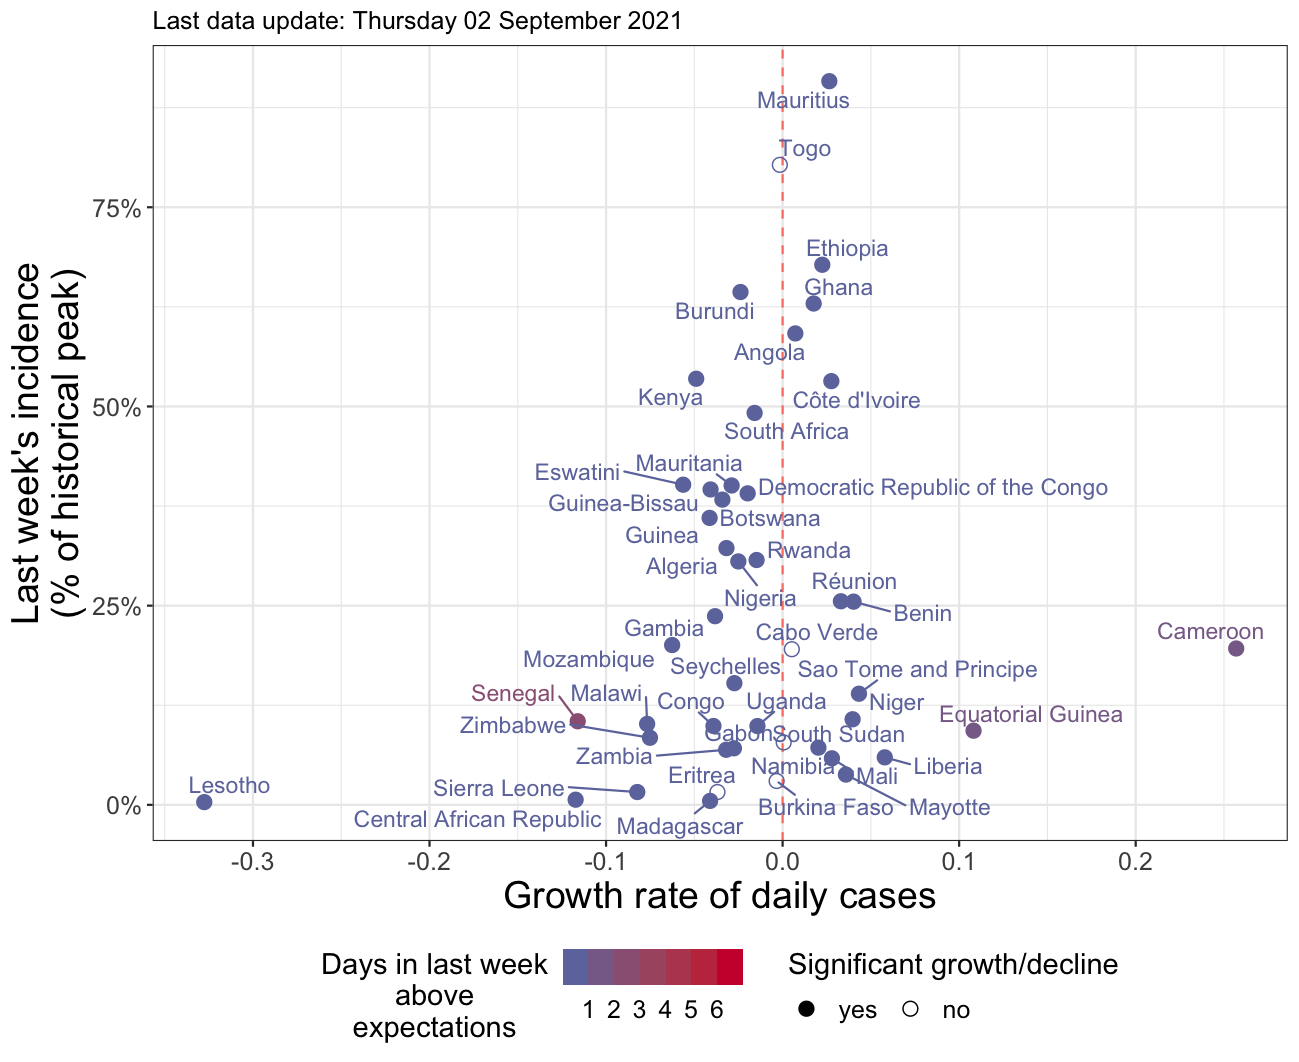 Last data update: Thursday 02 September 2021
Last week's incidence
(% of historical peak)
75%
50%
25%
0%
Mauritius
Togo
Ethiopia
Ghana
Burundi
Angola
Kenya
Côte d'Ivoire
South Africa
Mauritania
Eswatini
Democratic Republic of the Congo
Guinea-Bissau
Botswana
Guinea
Rwanda
Algeria
Réunion
Nigeria
Benin
Gambia
Cabo Verde
Cameroon
Mozambique
Seychelles
Sao Tome and Principe
Senegal
Malawi
Congo
Uganda
Niger
Equatorial Guinea
Zimbabwe
Gabon
South Sudan
Zambia
Namibia
Mali
Liberia
Eritrea
Lesotho
Sierra Leone
Burkina Faso
Mayotte
Central African Republic
Madagascar
-0.3
-0.2
-0.1
0.0
0.1
0.2
Growth rate of daily cases
Days in last week
above
expectations
1 2 3 4 5 6
Significant growth/decline
yes
no